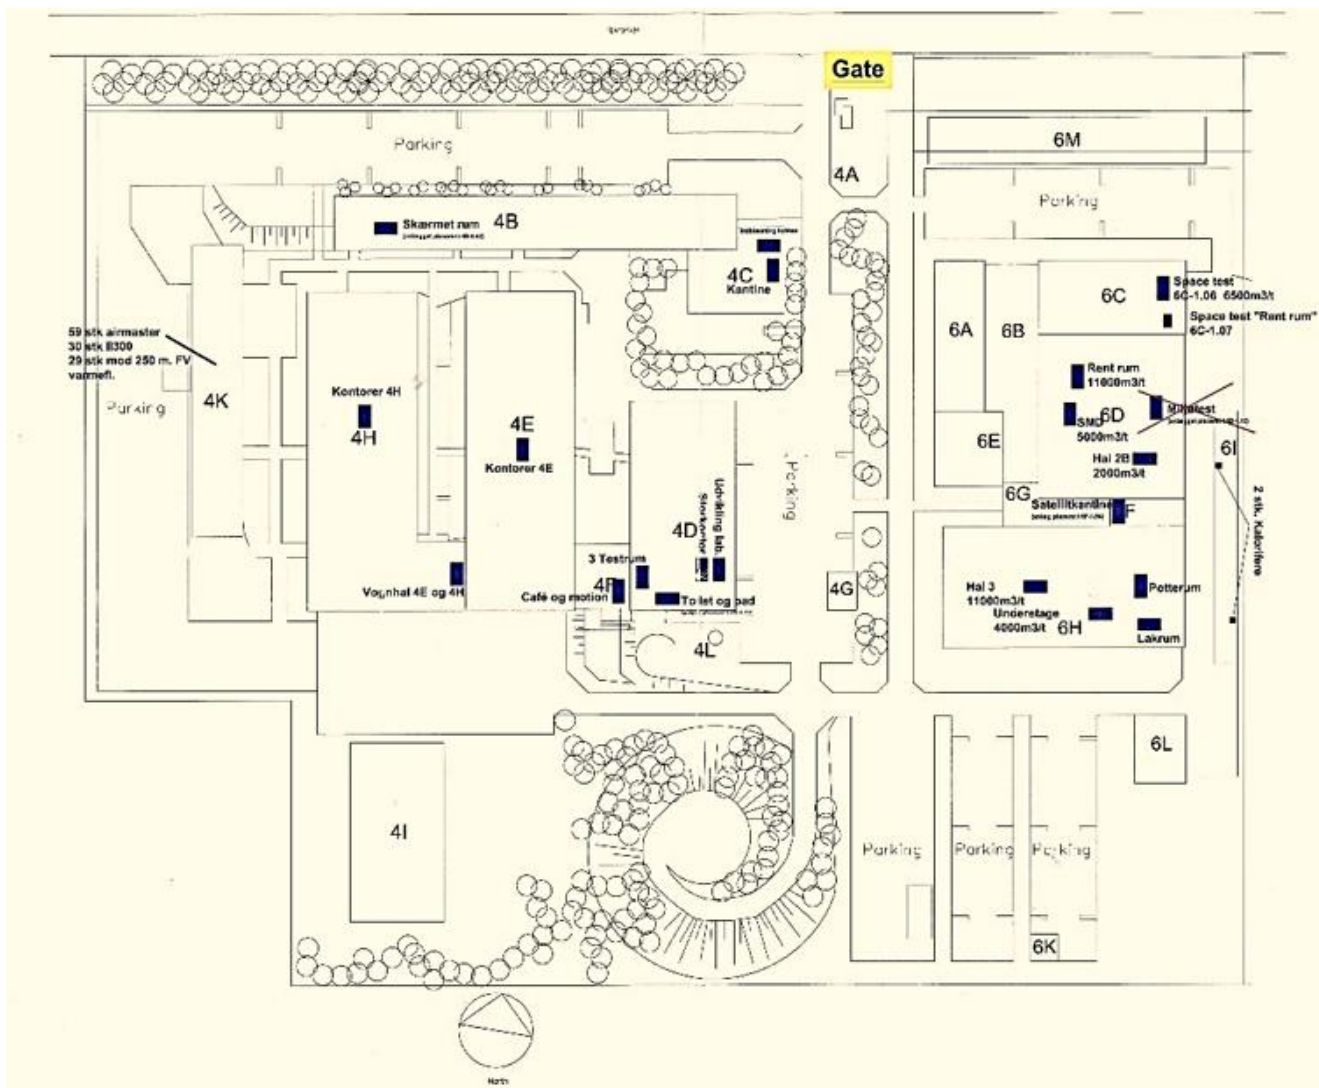 Gate
6M
Parking
4A
Parking
Skærmet rum
4B
4C
Kantine
6C
Space test
6C-1.06 6500m3/t
Space test "Rent rum"
6C-1.07
6A
6B
59 stk airmaster
30 stk B300
29 stk mod 250 m. FV
varmefl.
4K
Parking
Kontorer 4H
4H
4E
Kontorer 4E
Rent rum
11000m3/t
6D
SMD
5000m3/t
Hal 2B
2000m3/t
6E
6I
6G
Satellitkantine
F
2 stk. Kalorifere
Parking
4D
Storkontor
Udvikling lab.
3 Testrum
4F
Café og motion
Toilet og bad
Vognhal 4E og 4H
4G
4L
Hal 3
11000m3/t
Underetage
4000m3/t
6H
Potterum
Lakrum
6L
4I
Parking
Parking
Parking
6K
North